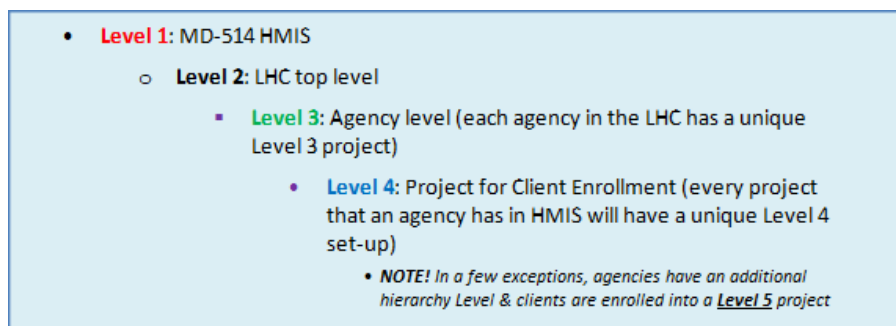 • Level 1: MD-514 HMIS
o Level 2: LHC top level
▪ Level 3: Agency level (each agency in the LHC has a unique
Level 3 project)
• Level 4: Project for Client Enrollment (every project
that an agency has in HMIS will have a unique Level 4
set-up)
• NOTE! In a few exceptions, agencies have an additional
hierarchy Level & clients are enrolled into a Level 5 project